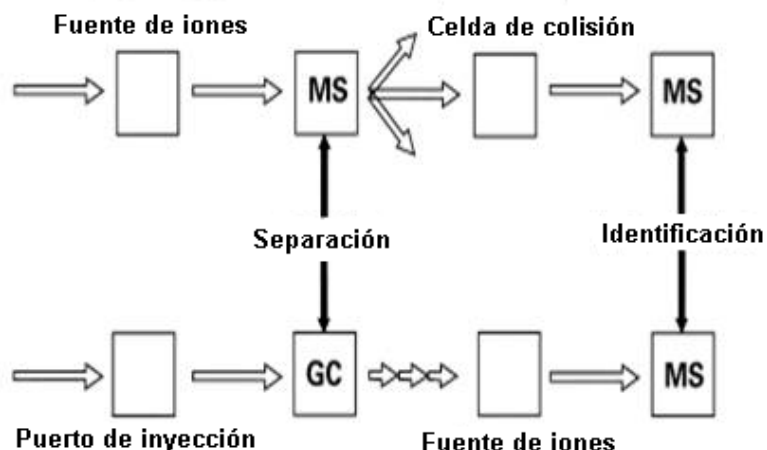 Fuente de iones
Celda de colisión
MS
MS
Separación
Identificación
GC
MS
Puerto de inyección
Fuente de iones